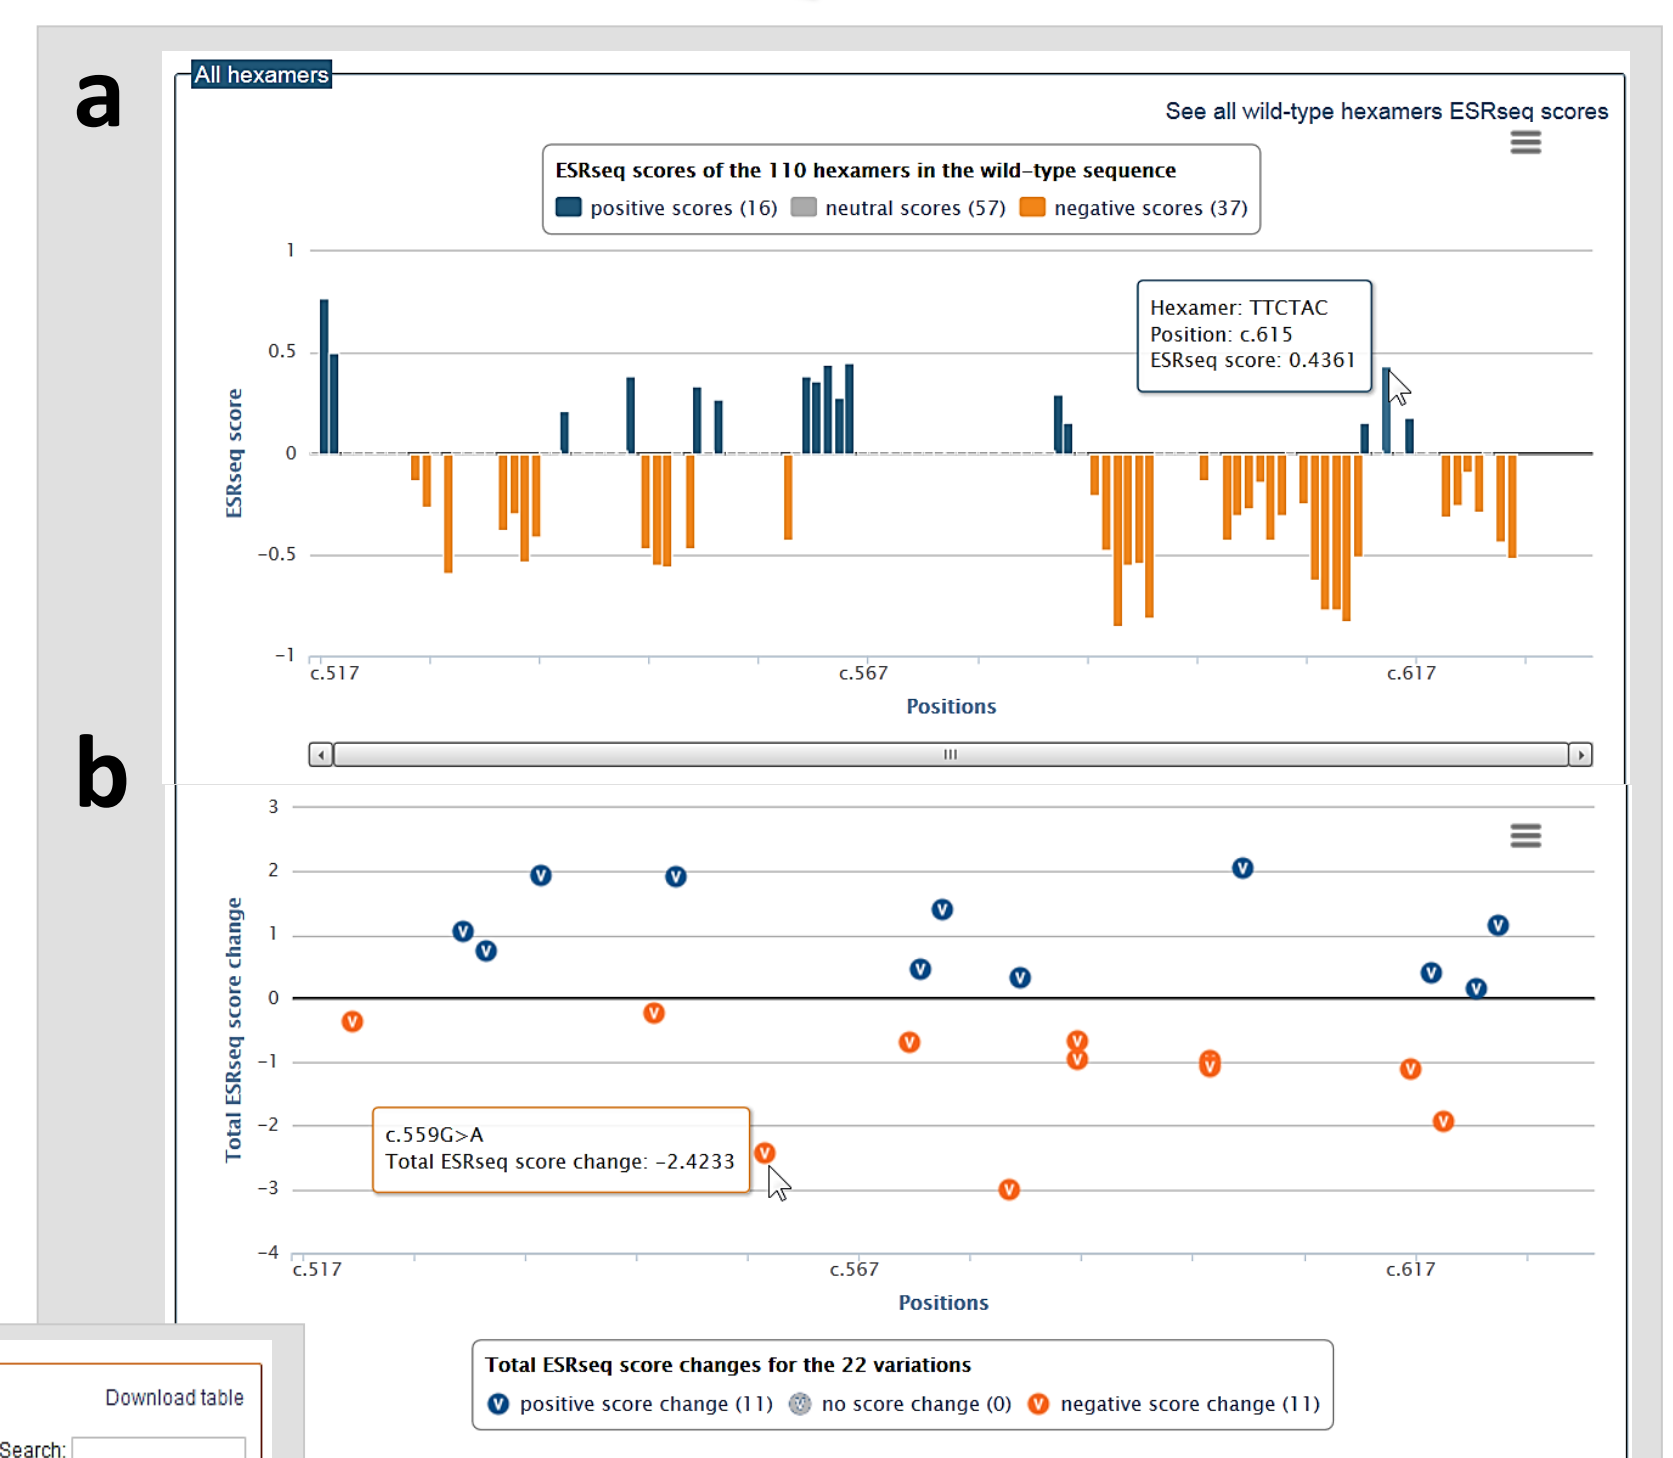 a
All hexamers
See all wild-type hexamers ESRseq scores
ESRseq scores of the 110 hexamers in the wild-type sequence
positive scores (16) neutral scores (57) negative scores (37)
1
0.5
0
-0.5
-1
ESRseq score
Hexamer: TTCTAC
Position: c.615
ESRseq score: 0.4361
c.517 c.567 c.617
Positions
b
3
2
1
0
-1
-2
-3
-4
Total ESRseq score change
c.559G>A
Total ESRseq score change: -2.4233
c.517 c.567 c.617
Positions
Total ESRseq score changes for the 22 variations
V positive score change (11) V no score change (0) V negative score change (11)
Download table
Search: